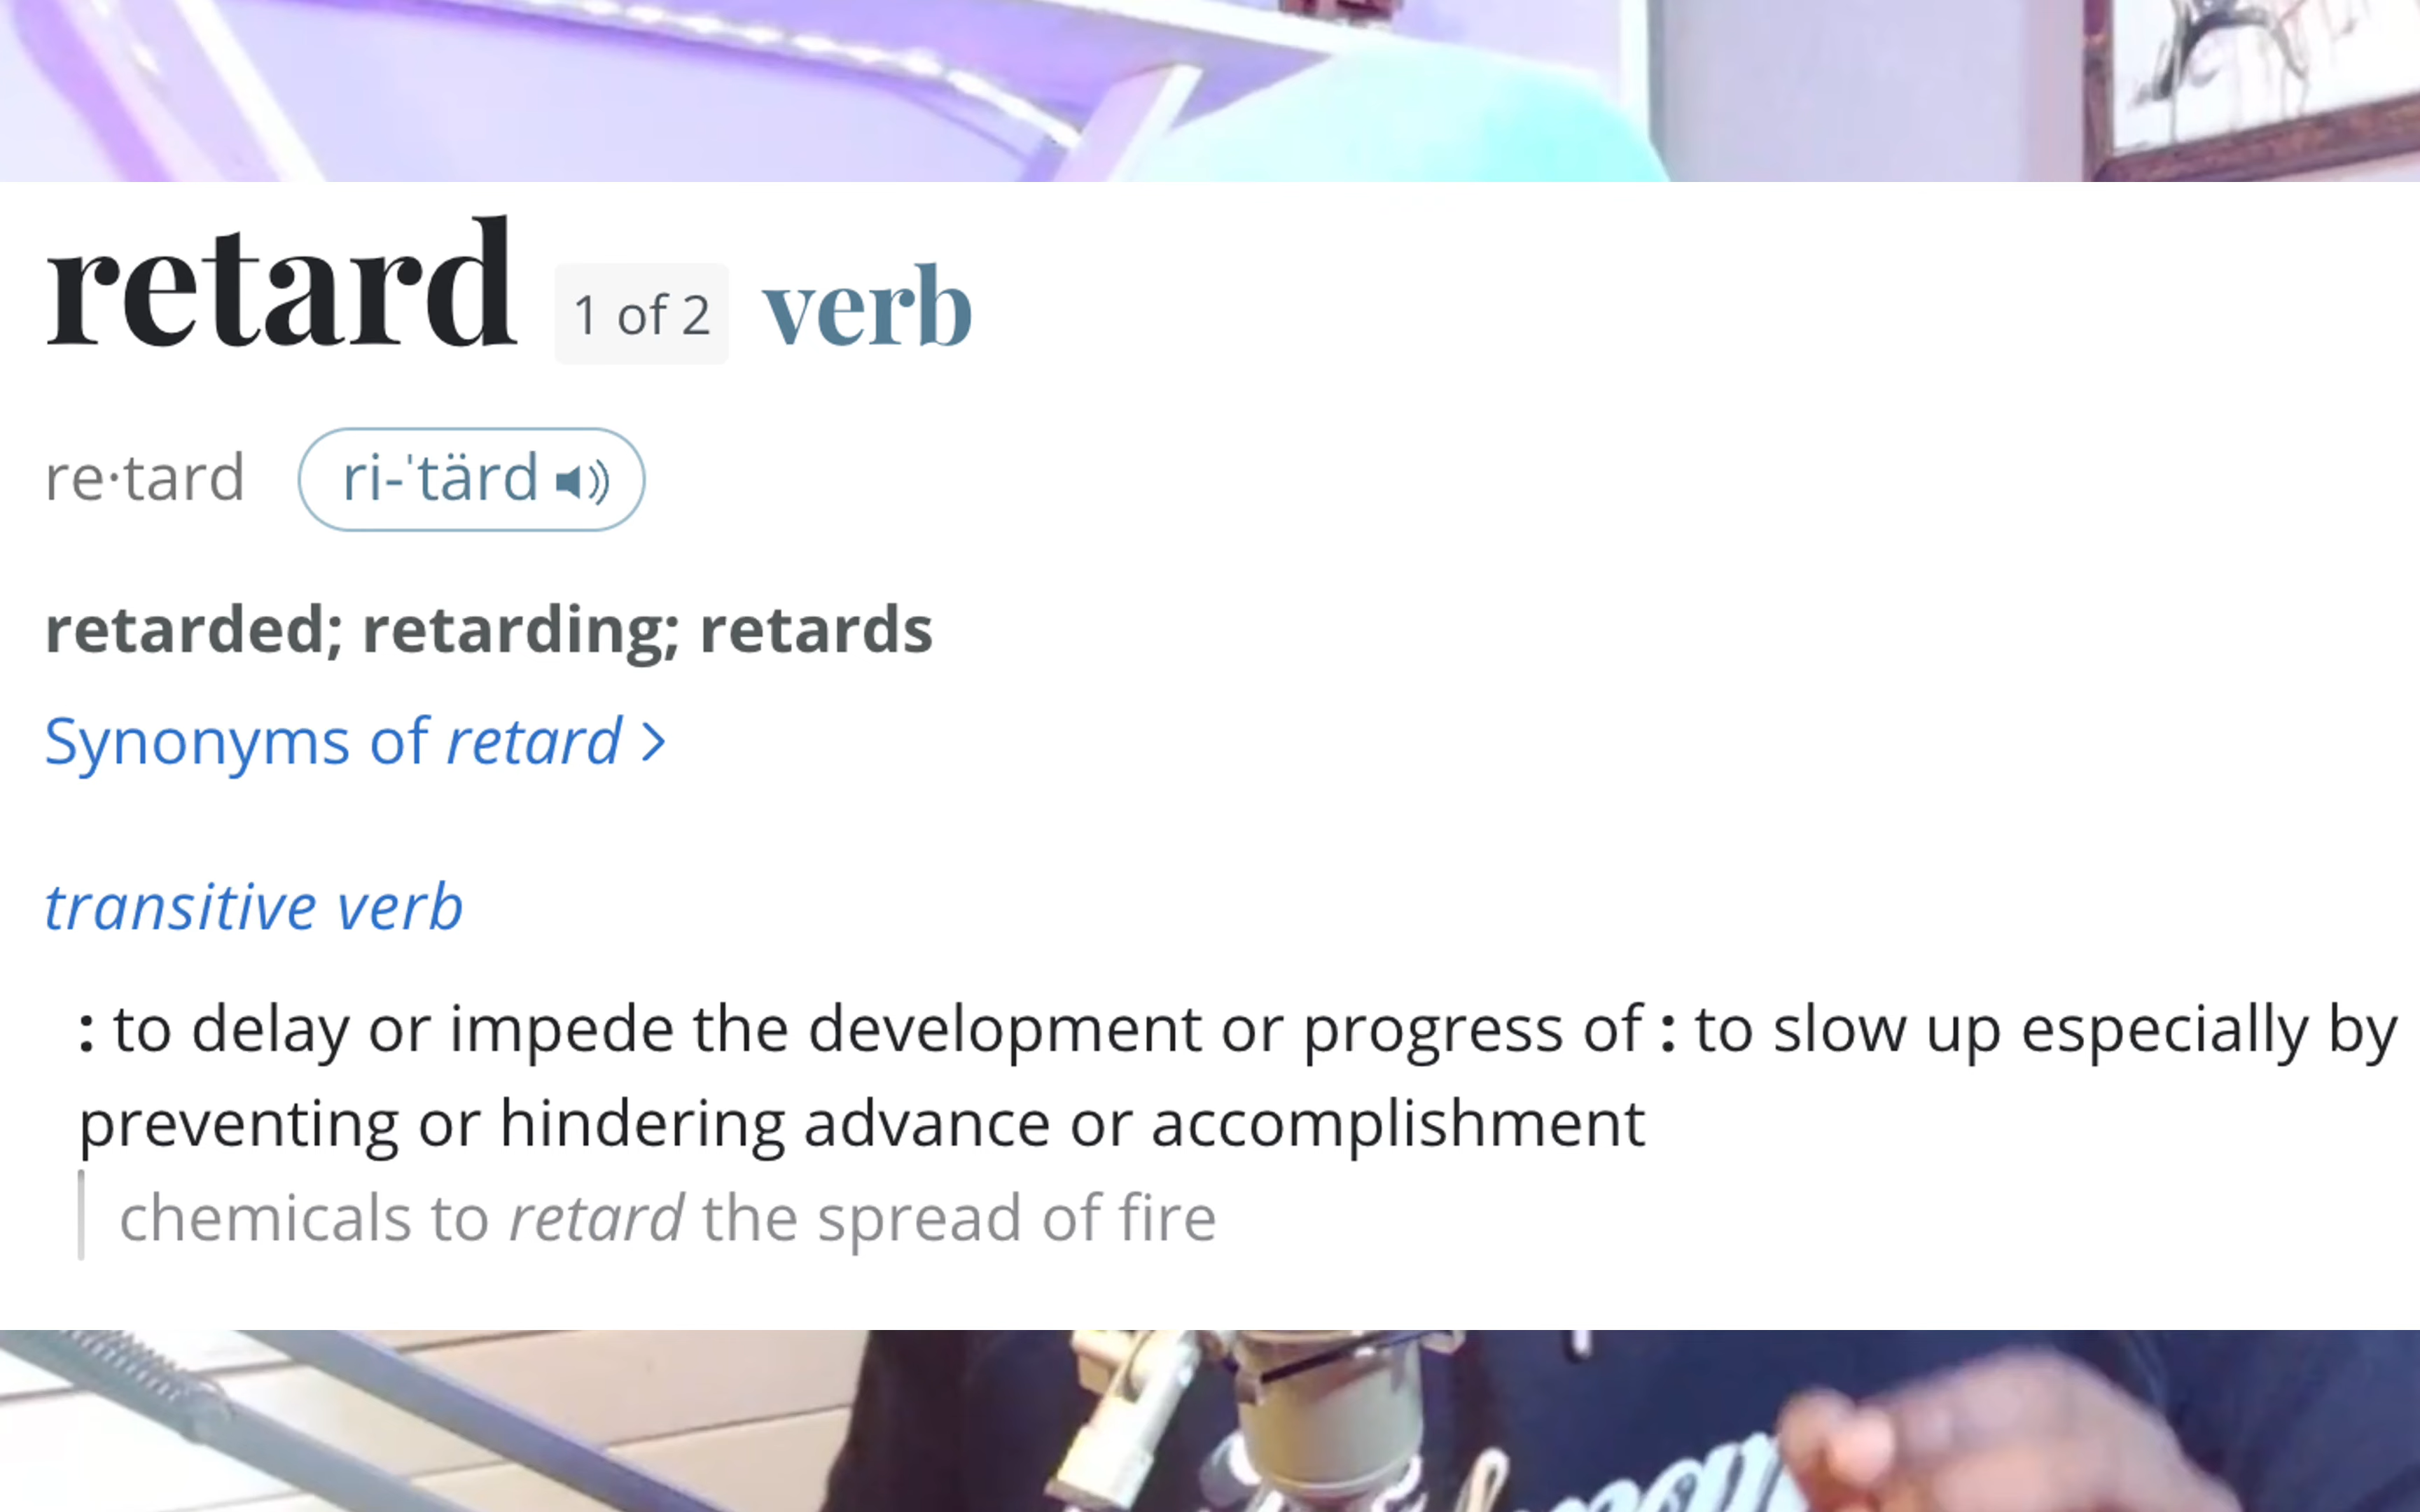 retard 1 of 2 verb
re·tard ri-ˈtärd
retarded; retarding; retards
Synonyms of retard >
transitive verb
: to delay or impede the development or progress of : to slow up especially by
preventing or hindering advance or accomplishment
chemicals to retard the spread of fire